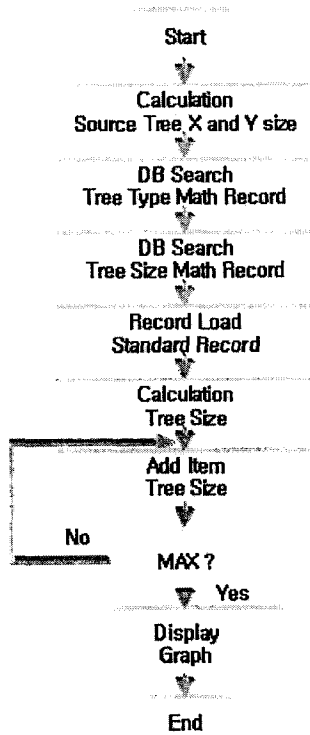 Start
Calculation
Source Tree X and Y size
DB Search
Tree Type Math Record
DB Search
Tree Size Math Record
Record Load
Standard Record
Calculation
Tree Size
Add Item
Tree Size
No
MAX ?
Yes
Display
Graph
End